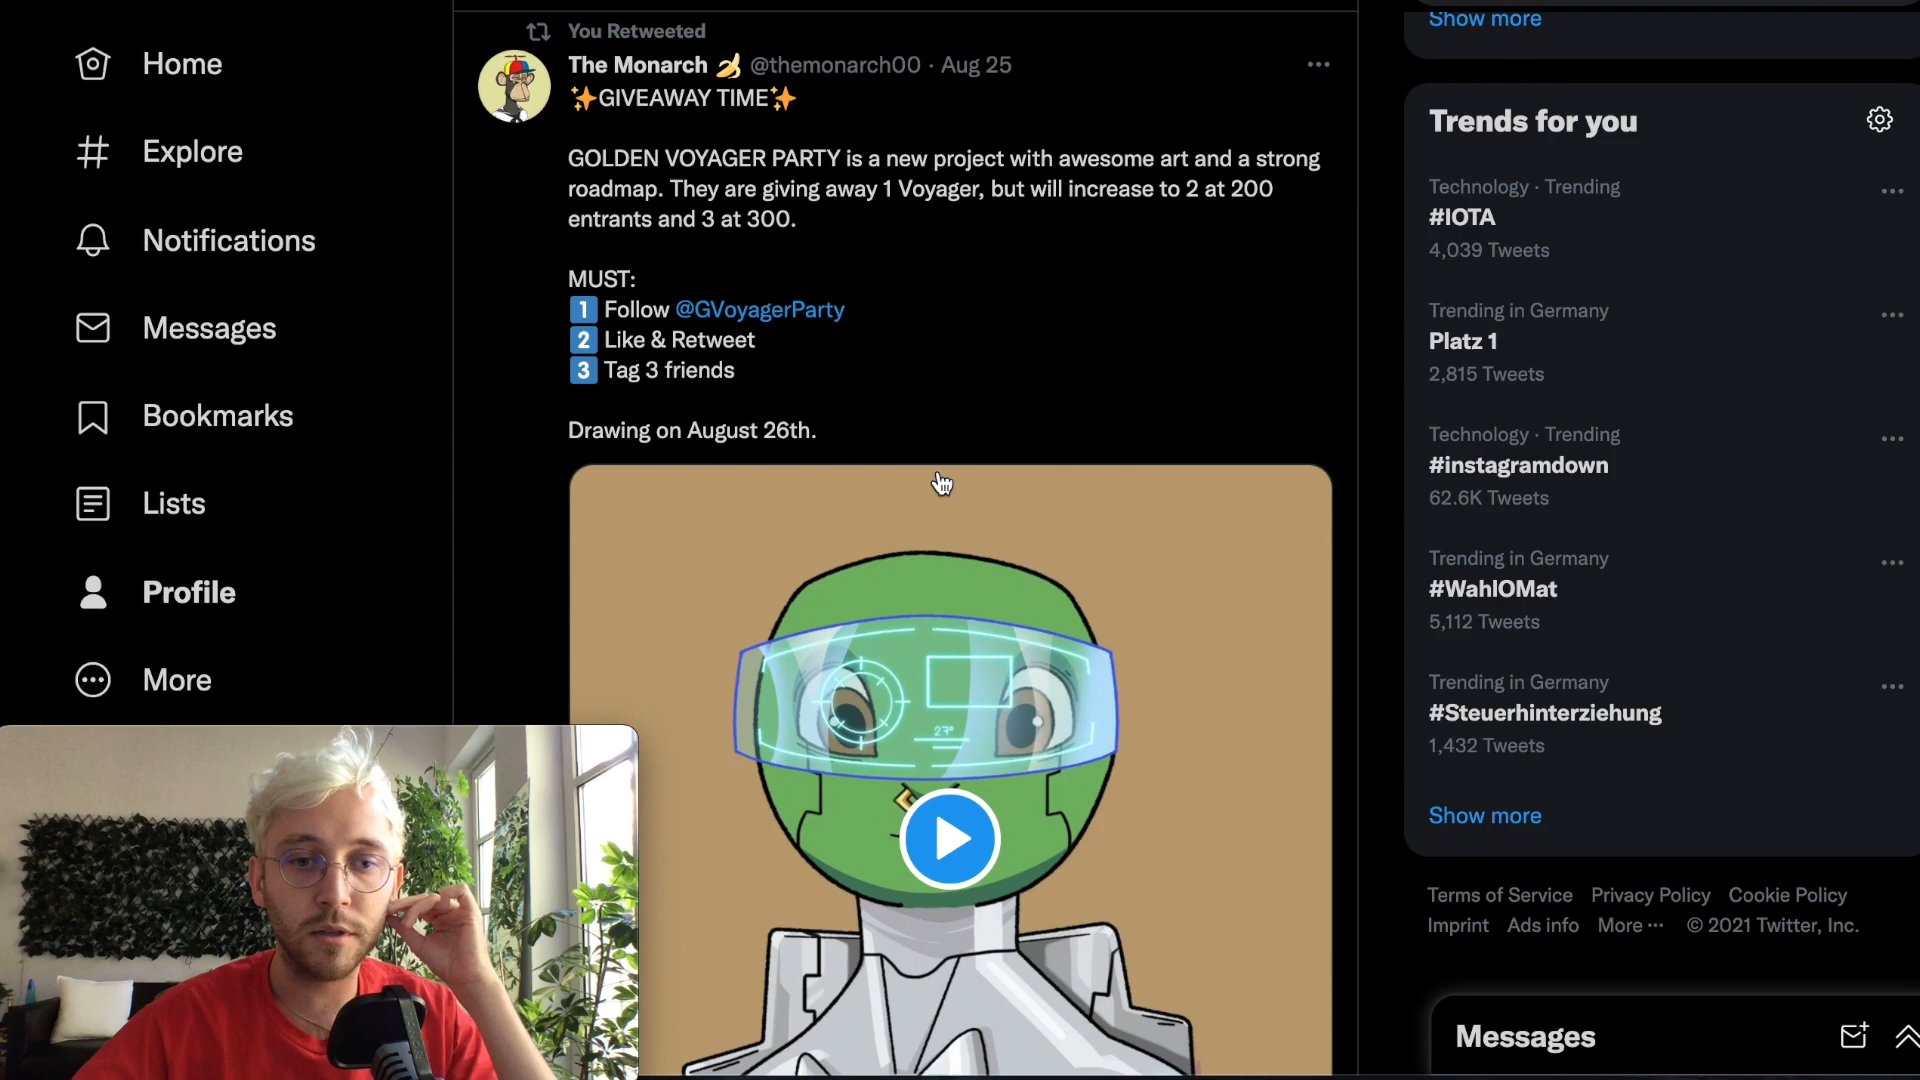 Home
Explore
Notifications
Messages
Bookmarks
Lists
Profile
More
You Retweeted
The Monarch 🍌 @themonarch00 · Aug 25
✨GIVEAWAY TIME✨
GOLDEN VOYAGER PARTY is a new project with awesome art and a strong
roadmap. They are giving away 1 Voyager, but will increase to 2 at 200
entrants and 3 at 300.
MUST:
1️⃣ Follow @GVoyagerParty
2️⃣ Like & Retweet
3️⃣ Tag 3 friends
Drawing on August 26th.
27°
Show more
Trends for you
Technology · Trending
#IOTA
4,039 Tweets
Trending in Germany
Platz 1
2,815 Tweets
Technology · Trending
#instagramdown
62.6K Tweets
Trending in Germany
#WahlOMat
5,112 Tweets
Trending in Germany
#Steuerhinterziehung
1,432 Tweets
Show more
Terms of Service Privacy Policy Cookie Policy
Imprint Ads info More ··· © 2021 Twitter, Inc.
Messages